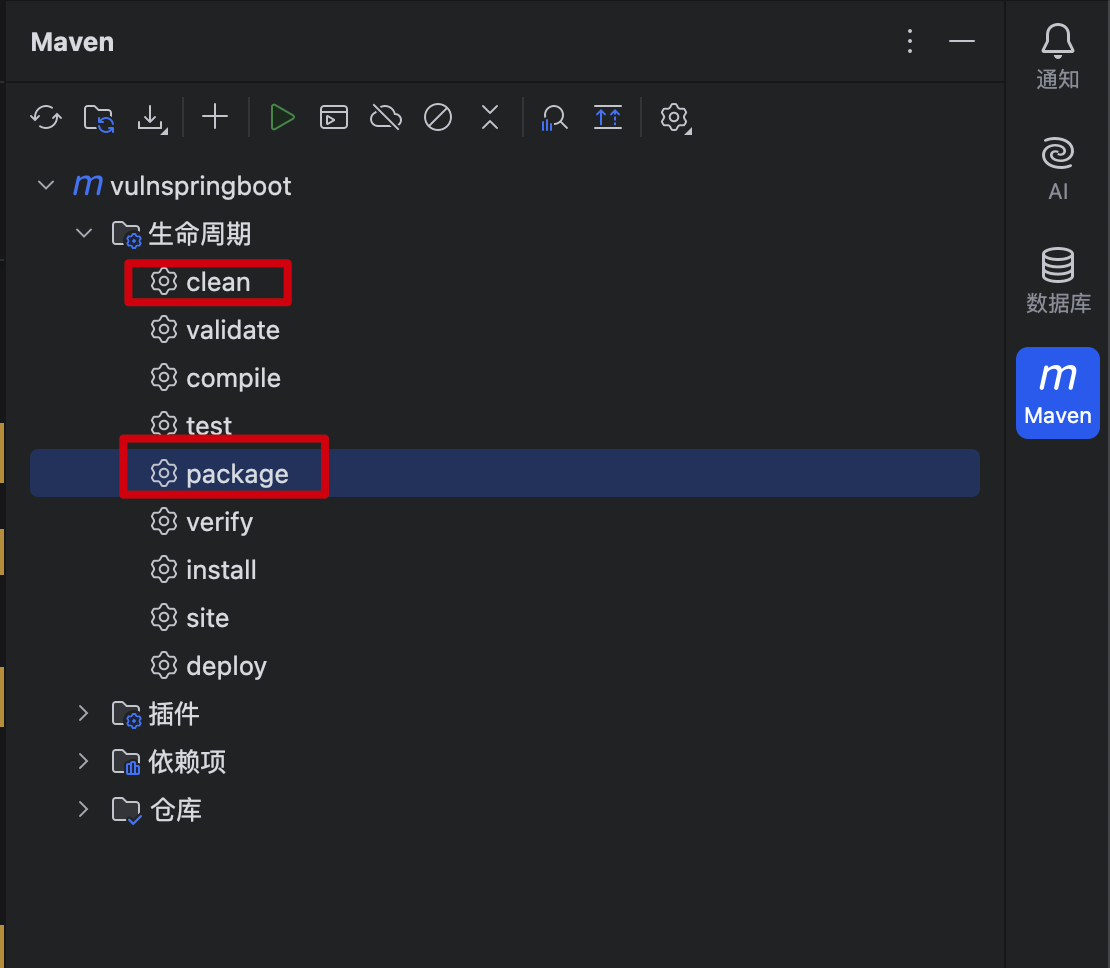 Maven
通知
AI
数据库
m
Maven
m vulnspringboot
生命周期
clean
validate
compile
test
package
verify
install
site
deploy
插件
依赖项
仓库